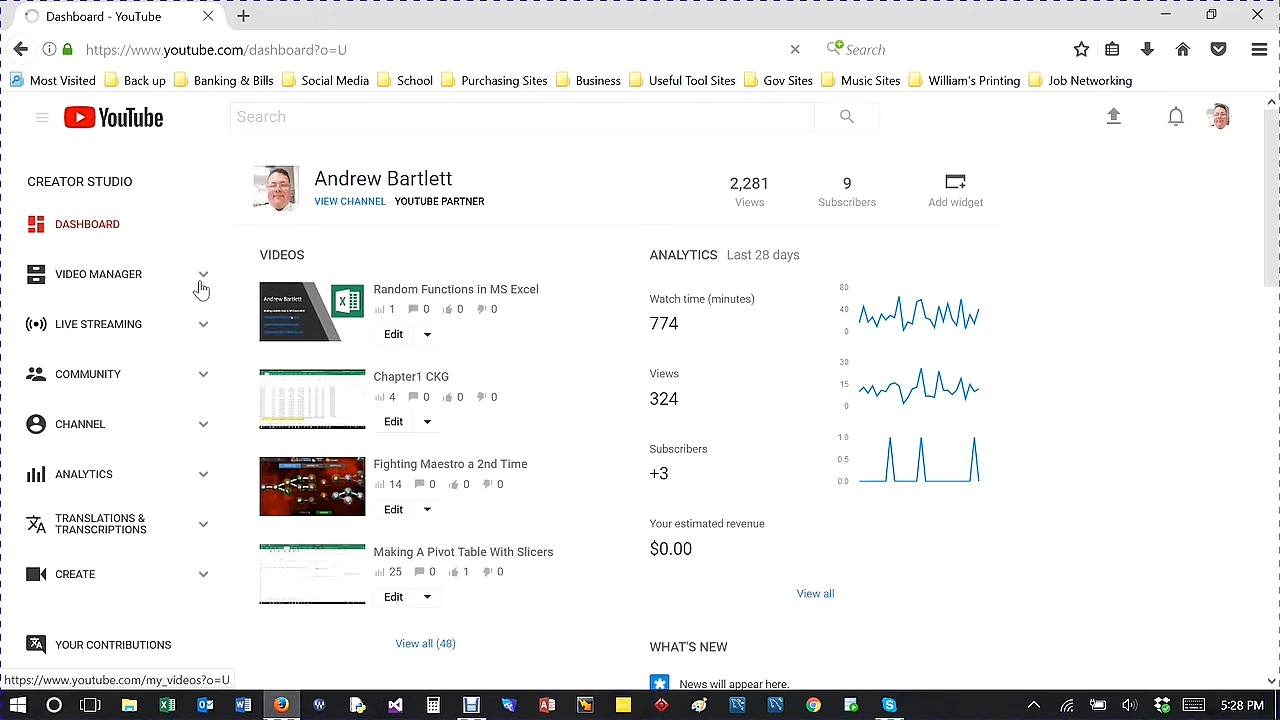 Dashboard - YouTube
https://www.youtube.com/dashboard?o=U
Search
Most Visited Back up Banking & Bills Social Media School Purchasing Sites Business Useful Tool Sites Gov Sites Music Sites William's Printing Job Networking
YouTube
Search
CREATOR STUDIO
DASHBOARD
VIDEO MANAGER
LIVE STREAMING
COMMUNITY
CHANNEL
ANALYTICS
TRANSLATIONS &
TRANSCRIPTIONS
CREATE
YOUR CONTRIBUTIONS
Andrew Bartlett
VIEW CHANNEL YOUTUBE PARTNER
2,281
Views
9
Subscribers
Add widget
VIDEOS
Andrew Bartlett
Random Functions in MS Excel
1 0 0 0
Edit
Chapter1 CKG
4 0 0 0
Edit
Fighting Maestro a 2nd Time
14 0 0 0
Edit
Making A Pivot Table With Slicers
25 0 1 0
Edit
View all (48)
ANALYTICS Last 28 days
Watch time (minutes)
774
80
40
0
Views
324
30
15
0
Subscribers
+3
1.0
0.5
0.0
Your estimated revenue
$0.00
View all
WHAT'S NEW
News will appear here.
https://www.youtube.com/my_videos?o=U